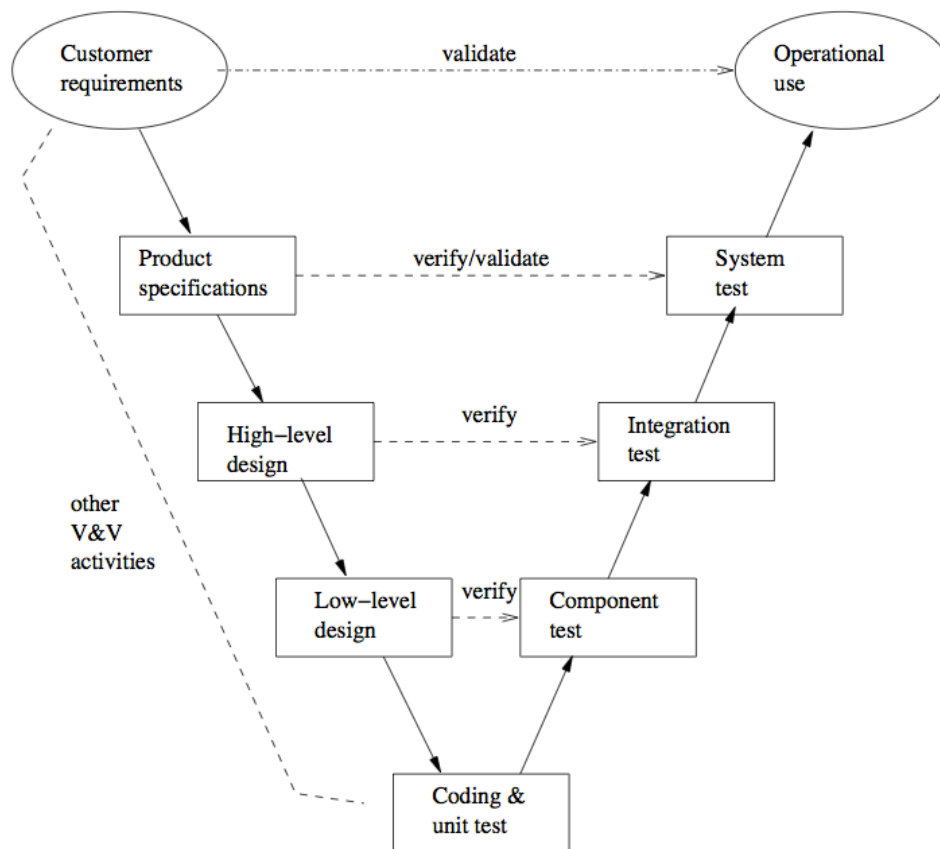 Customer
requirements
validate
Operational
use
Product
specifications
verify/validate
System
test
High-level
design
verify
Integration
test
other
V&V
activities
Low-level
design
verify
Component
test
Coding &
unit test